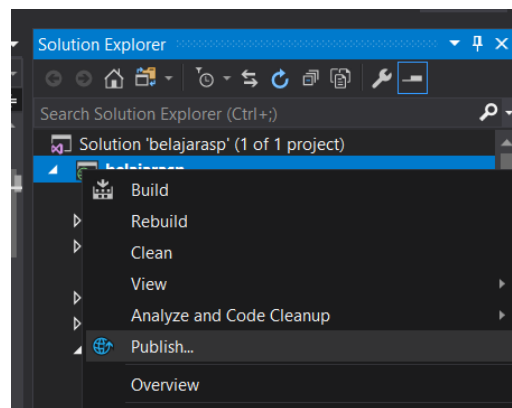 Solution Explorer
Search Solution Explorer (Ctrl+;)
Solution 'belajarasp' (1 of 1 project)
belajarasp
Build
Rebuild
Clean
View
Analyze and Code Cleanup
Publish...
Overview